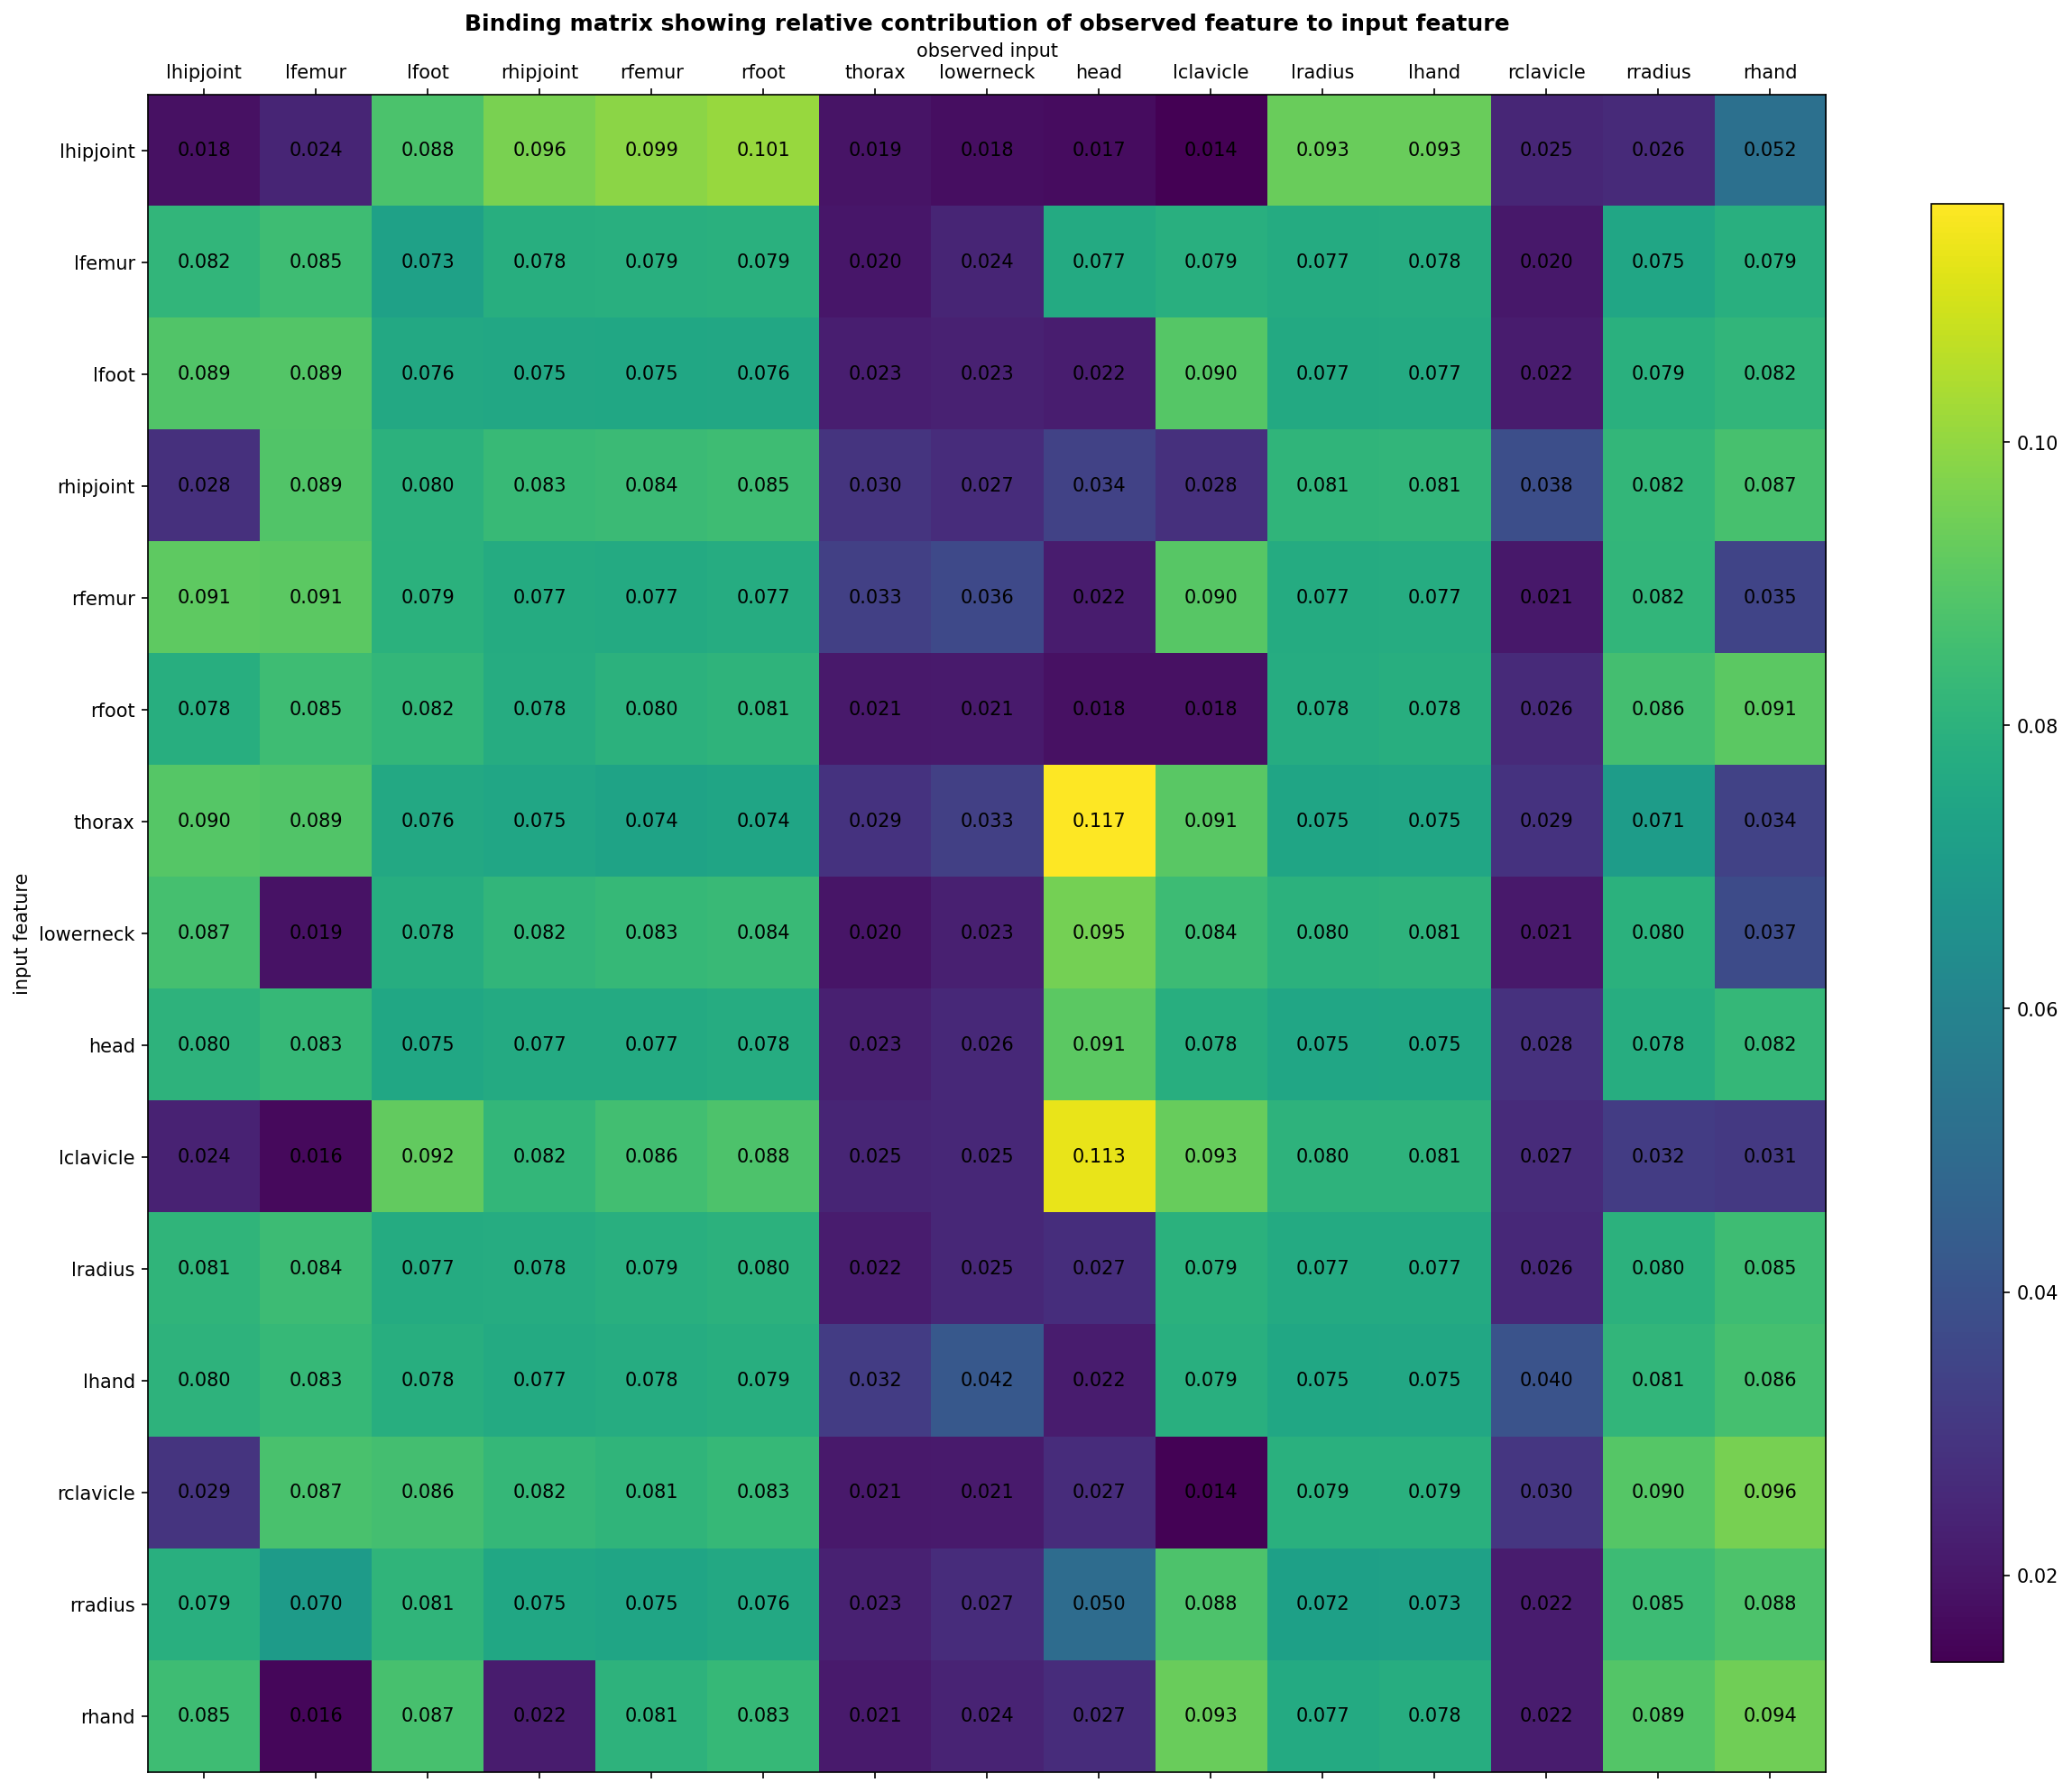 Binding matrix showing relative contribution of observed feature to input feature
observed input
lhipjoint lfemur lfoot rhipjoint rfemur rfoot thorax lowerneck head lclavicle lradius lhand rclavicle rradius rhand
lhipjoint 0.018 0.024 0.088 0.096 0.099 0.101 0.019 0.018 0.017 0.014 0.093 0.093 0.025 0.026 0.052
lfemur 0.082 0.085 0.073 0.078 0.079 0.079 0.020 0.024 0.077 0.079 0.077 0.078 0.020 0.075 0.079
lfoot 0.089 0.089 0.076 0.075 0.075 0.076 0.023 0.023 0.022 0.090 0.077 0.077 0.022 0.079 0.082
rhipjoint 0.028 0.089 0.080 0.083 0.084 0.085 0.030 0.027 0.034 0.028 0.081 0.081 0.038 0.082 0.087
rfemur 0.091 0.091 0.079 0.077 0.077 0.077 0.033 0.036 0.022 0.090 0.077 0.077 0.021 0.082 0.035
rfoot 0.078 0.085 0.082 0.078 0.080 0.081 0.021 0.021 0.018 0.018 0.078 0.078 0.026 0.086 0.091
thorax 0.090 0.089 0.076 0.075 0.074 0.074 0.029 0.033 0.117 0.091 0.075 0.075 0.029 0.071 0.034
lowerneck 0.087 0.019 0.078 0.082 0.083 0.084 0.020 0.023 0.095 0.084 0.080 0.081 0.021 0.080 0.037
head 0.080 0.083 0.075 0.077 0.077 0.078 0.023 0.026 0.091 0.078 0.075 0.075 0.028 0.078 0.082
lclavicle 0.024 0.016 0.092 0.082 0.086 0.088 0.025 0.025 0.113 0.093 0.080 0.081 0.027 0.032 0.031
lradius 0.081 0.084 0.077 0.078 0.079 0.080 0.022 0.025 0.027 0.079 0.077 0.077 0.026 0.080 0.085
lhand 0.080 0.083 0.078 0.077 0.078 0.079 0.032 0.042 0.022 0.079 0.075 0.075 0.040 0.081 0.086
rclavicle 0.029 0.087 0.086 0.082 0.081 0.083 0.021 0.021 0.027 0.014 0.079 0.079 0.030 0.090 0.096
rradius 0.079 0.070 0.081 0.075 0.075 0.076 0.023 0.027 0.050 0.088 0.072 0.073 0.022 0.085 0.088
rhand 0.085 0.016 0.087 0.022 0.081 0.083 0.021 0.024 0.027 0.093 0.077 0.078 0.022 0.089 0.094
input feature
0.10
0.08
0.06
0.04
0.02